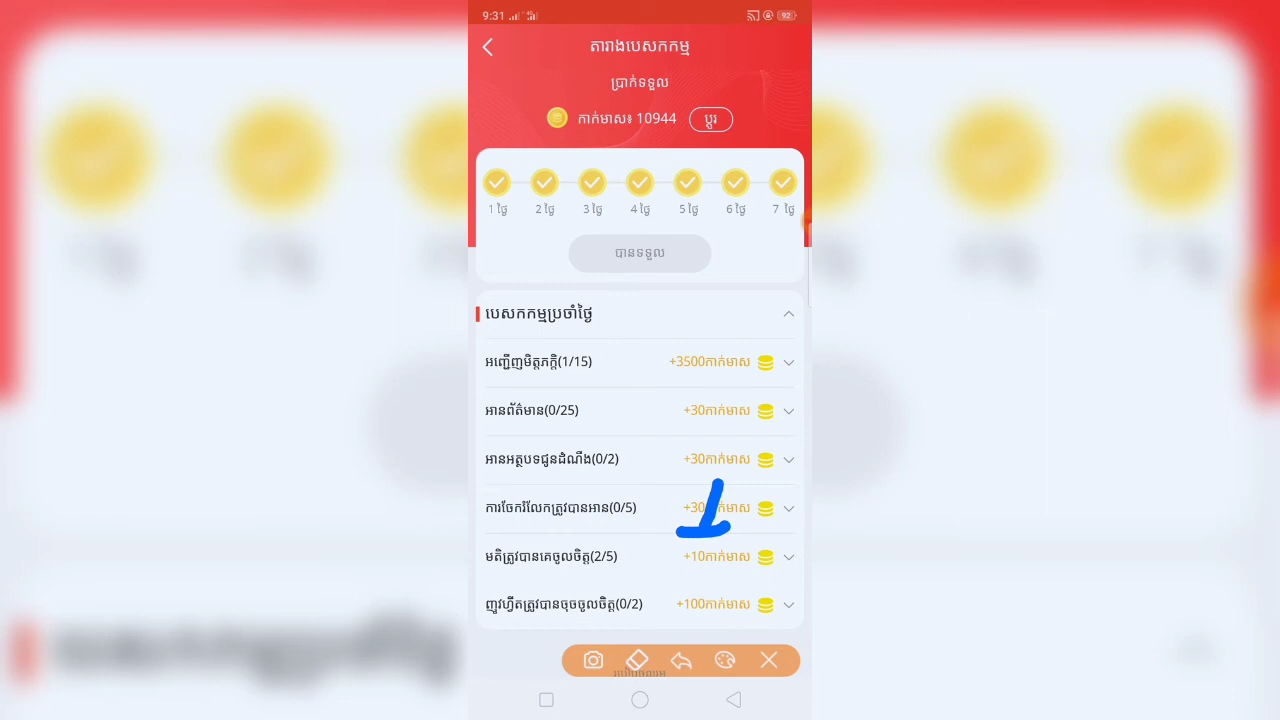 9:31
92
តារាងបេសកកម្ម
ប្រាក់ទទួល
កាក់មាស៖ 10944 ប្ដូរ
1 ថ្ងៃ 2 ថ្ងៃ 3 ថ្ងៃ 4 ថ្ងៃ 5 ថ្ងៃ 6 ថ្ងៃ 7 ថ្ងៃ
បានទទួល
បេសកកម្មប្រចាំថ្ងៃ
អញ្ជើញមិត្តភក្តិ(1/15) +3500កាក់មាស
អានព័ត៌មាន(0/25) +30កាក់មាស
អានអត្ថបទជូនដំណឹង(0/2) +30កាក់មាស
ការចែករំលែកត្រូវបានអាន(0/5) +30កាក់មាស
មតិត្រូវបានគេចូលចិត្ត(2/5) +10កាក់មាស
ញូវហ្វីតត្រូវបានចុចចូលចិត្ត(0/2) +100កាក់មាស